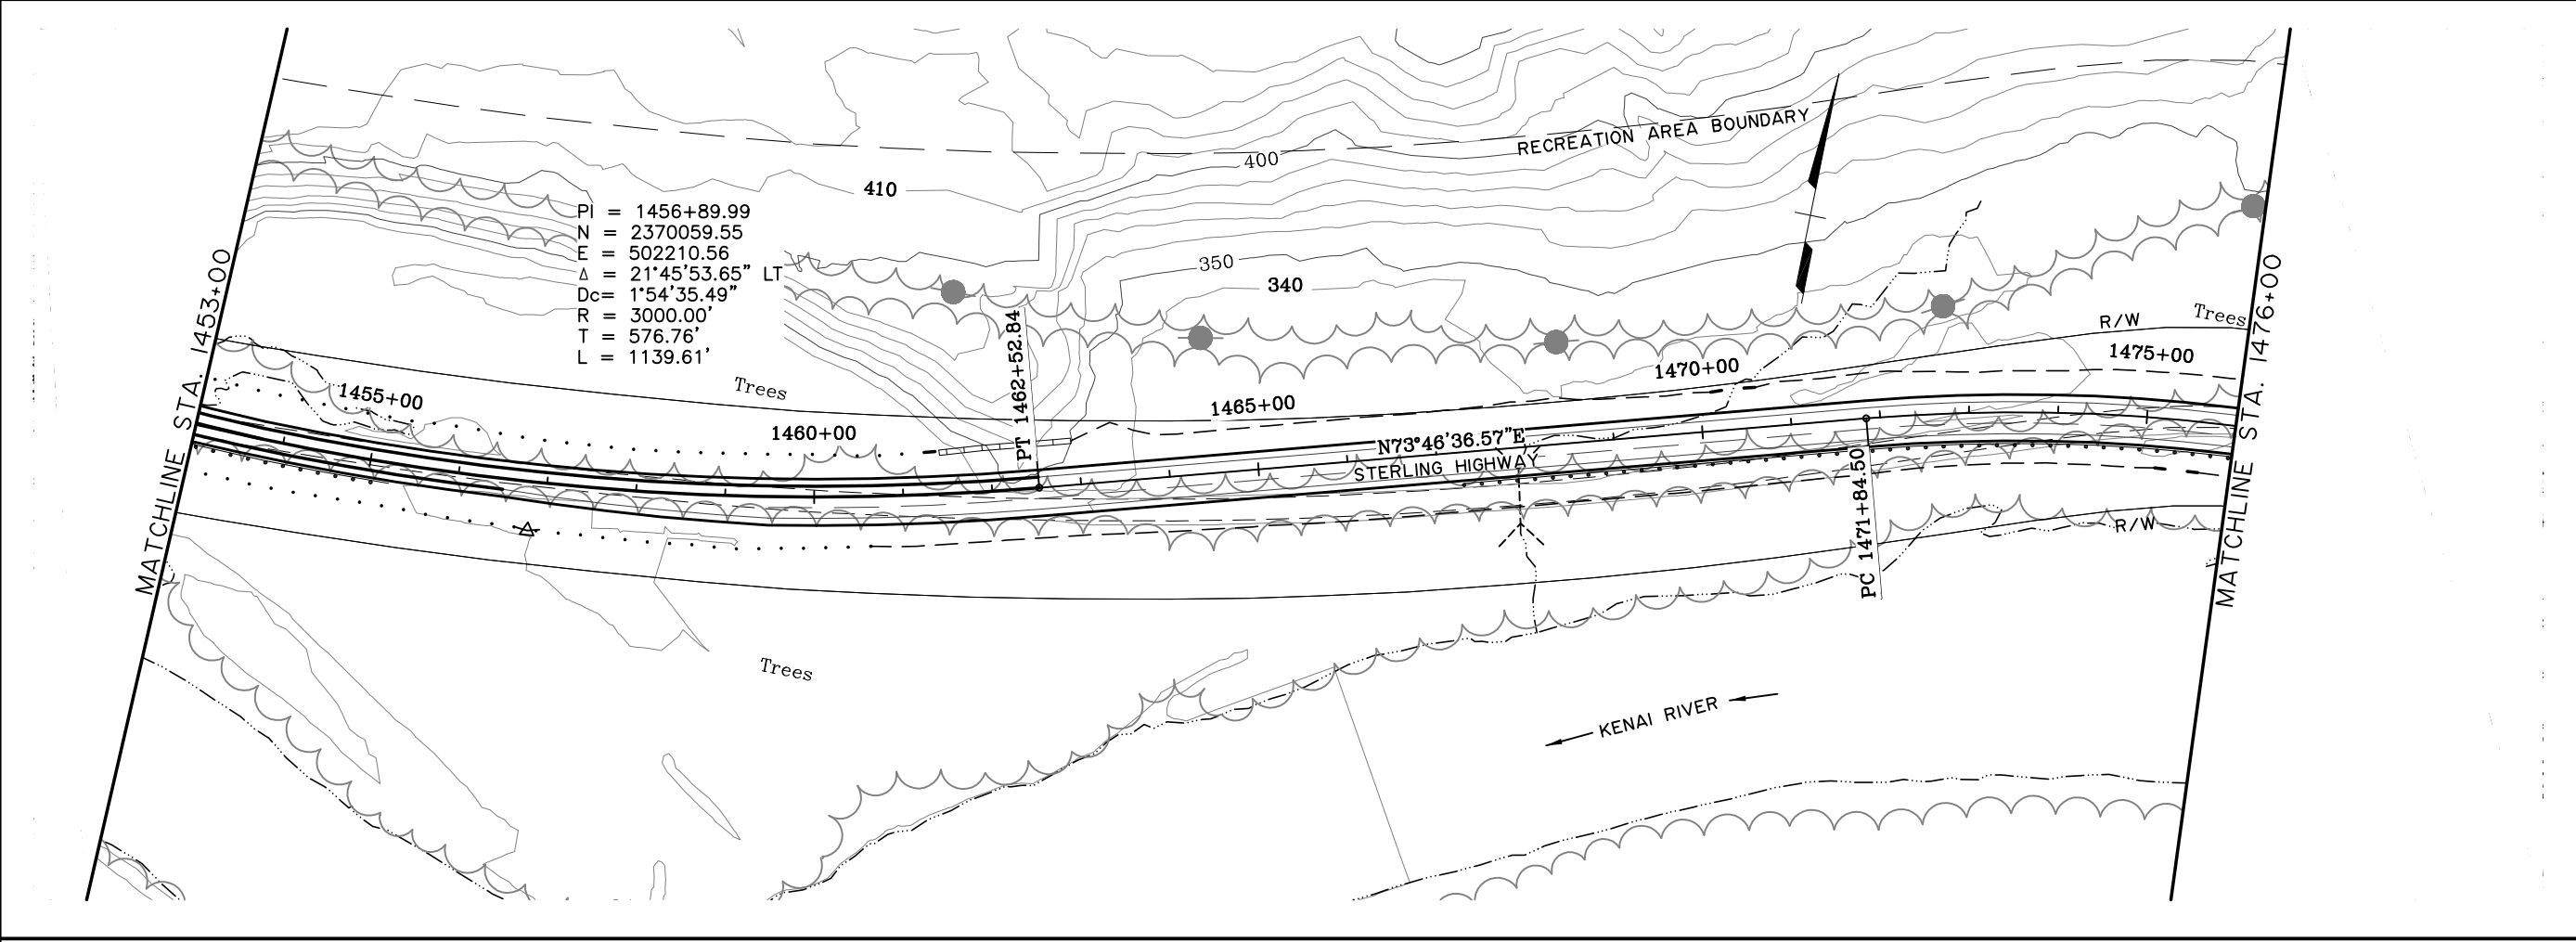 RECREATION AREA BOUNDARY
400
410
PI = 1456+89.99
N = 2370059.55
E = 502210.56
Δ = 21°45'53.65" LT
Dc= 1°54'35.49"
R = 3000.00'
T = 576.76'
L = 1139.61'
350
340
MATCHLINE STA. 1453+00
MATCHLINE STA. 1476+00
R/W
Trees
1475+00
1470+00
Trees
1455+00
1465+00
1460+00
PT 1462+52.84
N73°46'36.57"E
STERLING HIGHWAY
PC 1471+84.50
R/W
Trees
KENAI RIVER